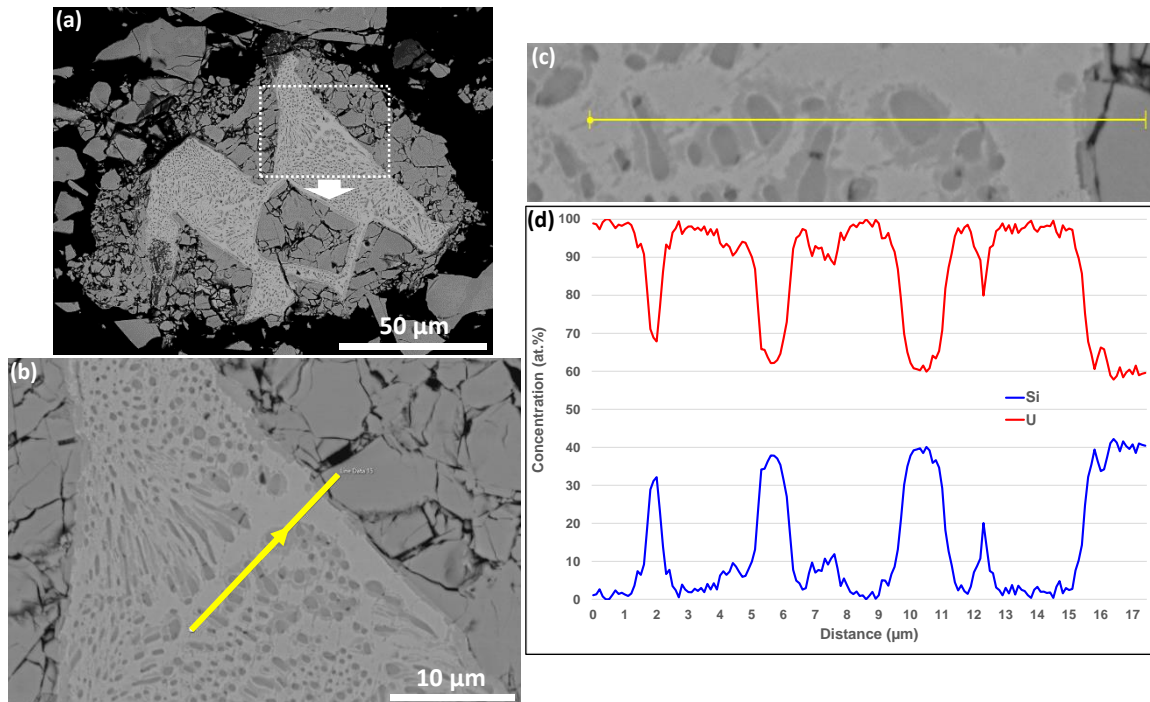 (a)
50 µm
(b)
Line Data 15
10 µm
(c)
(d)
Concentration (at.%)
100
90
80
70
60
50
40
30
20
10
0
Si
U
0 1 2 3 4 5 6 7 8 9 10 11 12 13 14 15 16 17
Distance (µm)